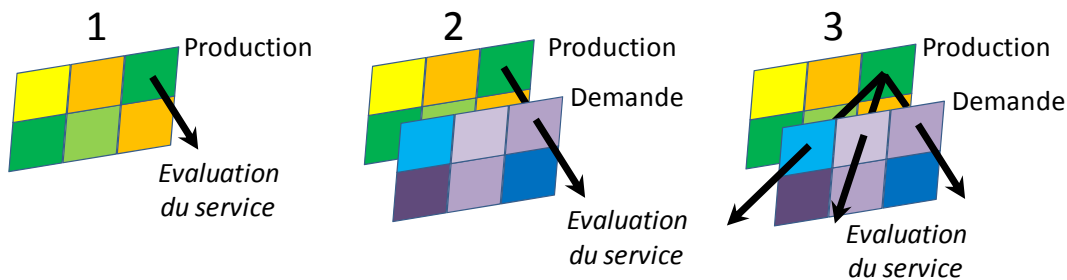 1
Production
Evaluation
du service
2
Production
Demande
Evaluation
du service
3
Production
Demande
Evaluation
du service